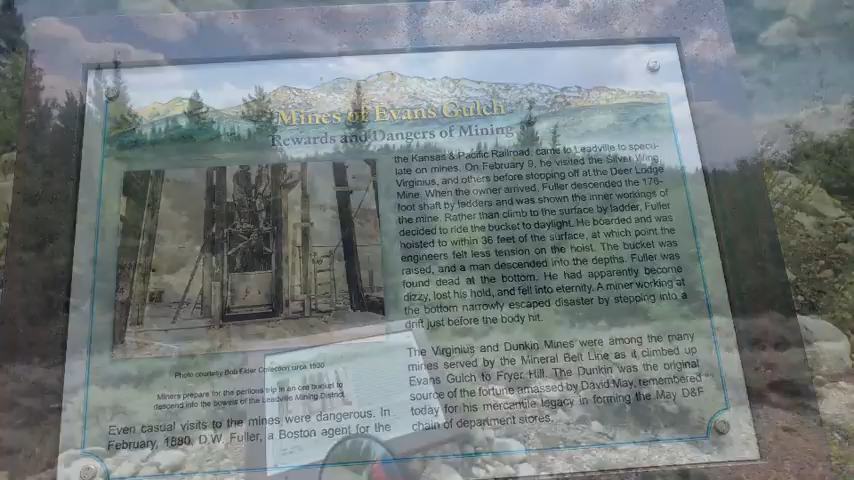 Mines of Evans Gulch
Rewards and Dangers of Mining
Photo courtesy Bob Elder Collection circa 1890
Miners prepare for the perilous trip in an ore bucket to
descend into the bowels of the Leadville Mining District.
Even casual visits to the mines were dangerous. In
February, 1880, D.W. Fuller, a Boston agent for the
the Kansas & Pacific Railroad, came to Leadville to specu-
late on mines. On February 9, he visited the Silver Wing,
Virginius, and others before stopping off at the Deer Lodge
Mine. When the owner arrived, Fuller descended the 176-
foot shaft by ladders and was shown the inner workings of
the mine. Rather than climb to the surface by ladder, Fuller
decided to ride the bucket to daylight. He boarded and was
hoisted to within 36 feet of the surface, at which point the
engineers felt less tension on the hoist. The bucket was
raised, and a man descended into the depths. Fuller was
found dead at the bottom. He had apparently become
dizzy, lost his hold, and fell into eternity. A miner working at
the bottom narrowly escaped disaster by stepping into a
drift just before the body hit.
The Virginius and Dunkin Mines were among the many
mines served by the Mineral Belt Line as it climbed up
Evans Gulch to Fryer Hill. The Dunkin was the original
source of the fortune amassed by David May, remembered
today for his mercantile legacy in forming the May D&F
chain of department stores.